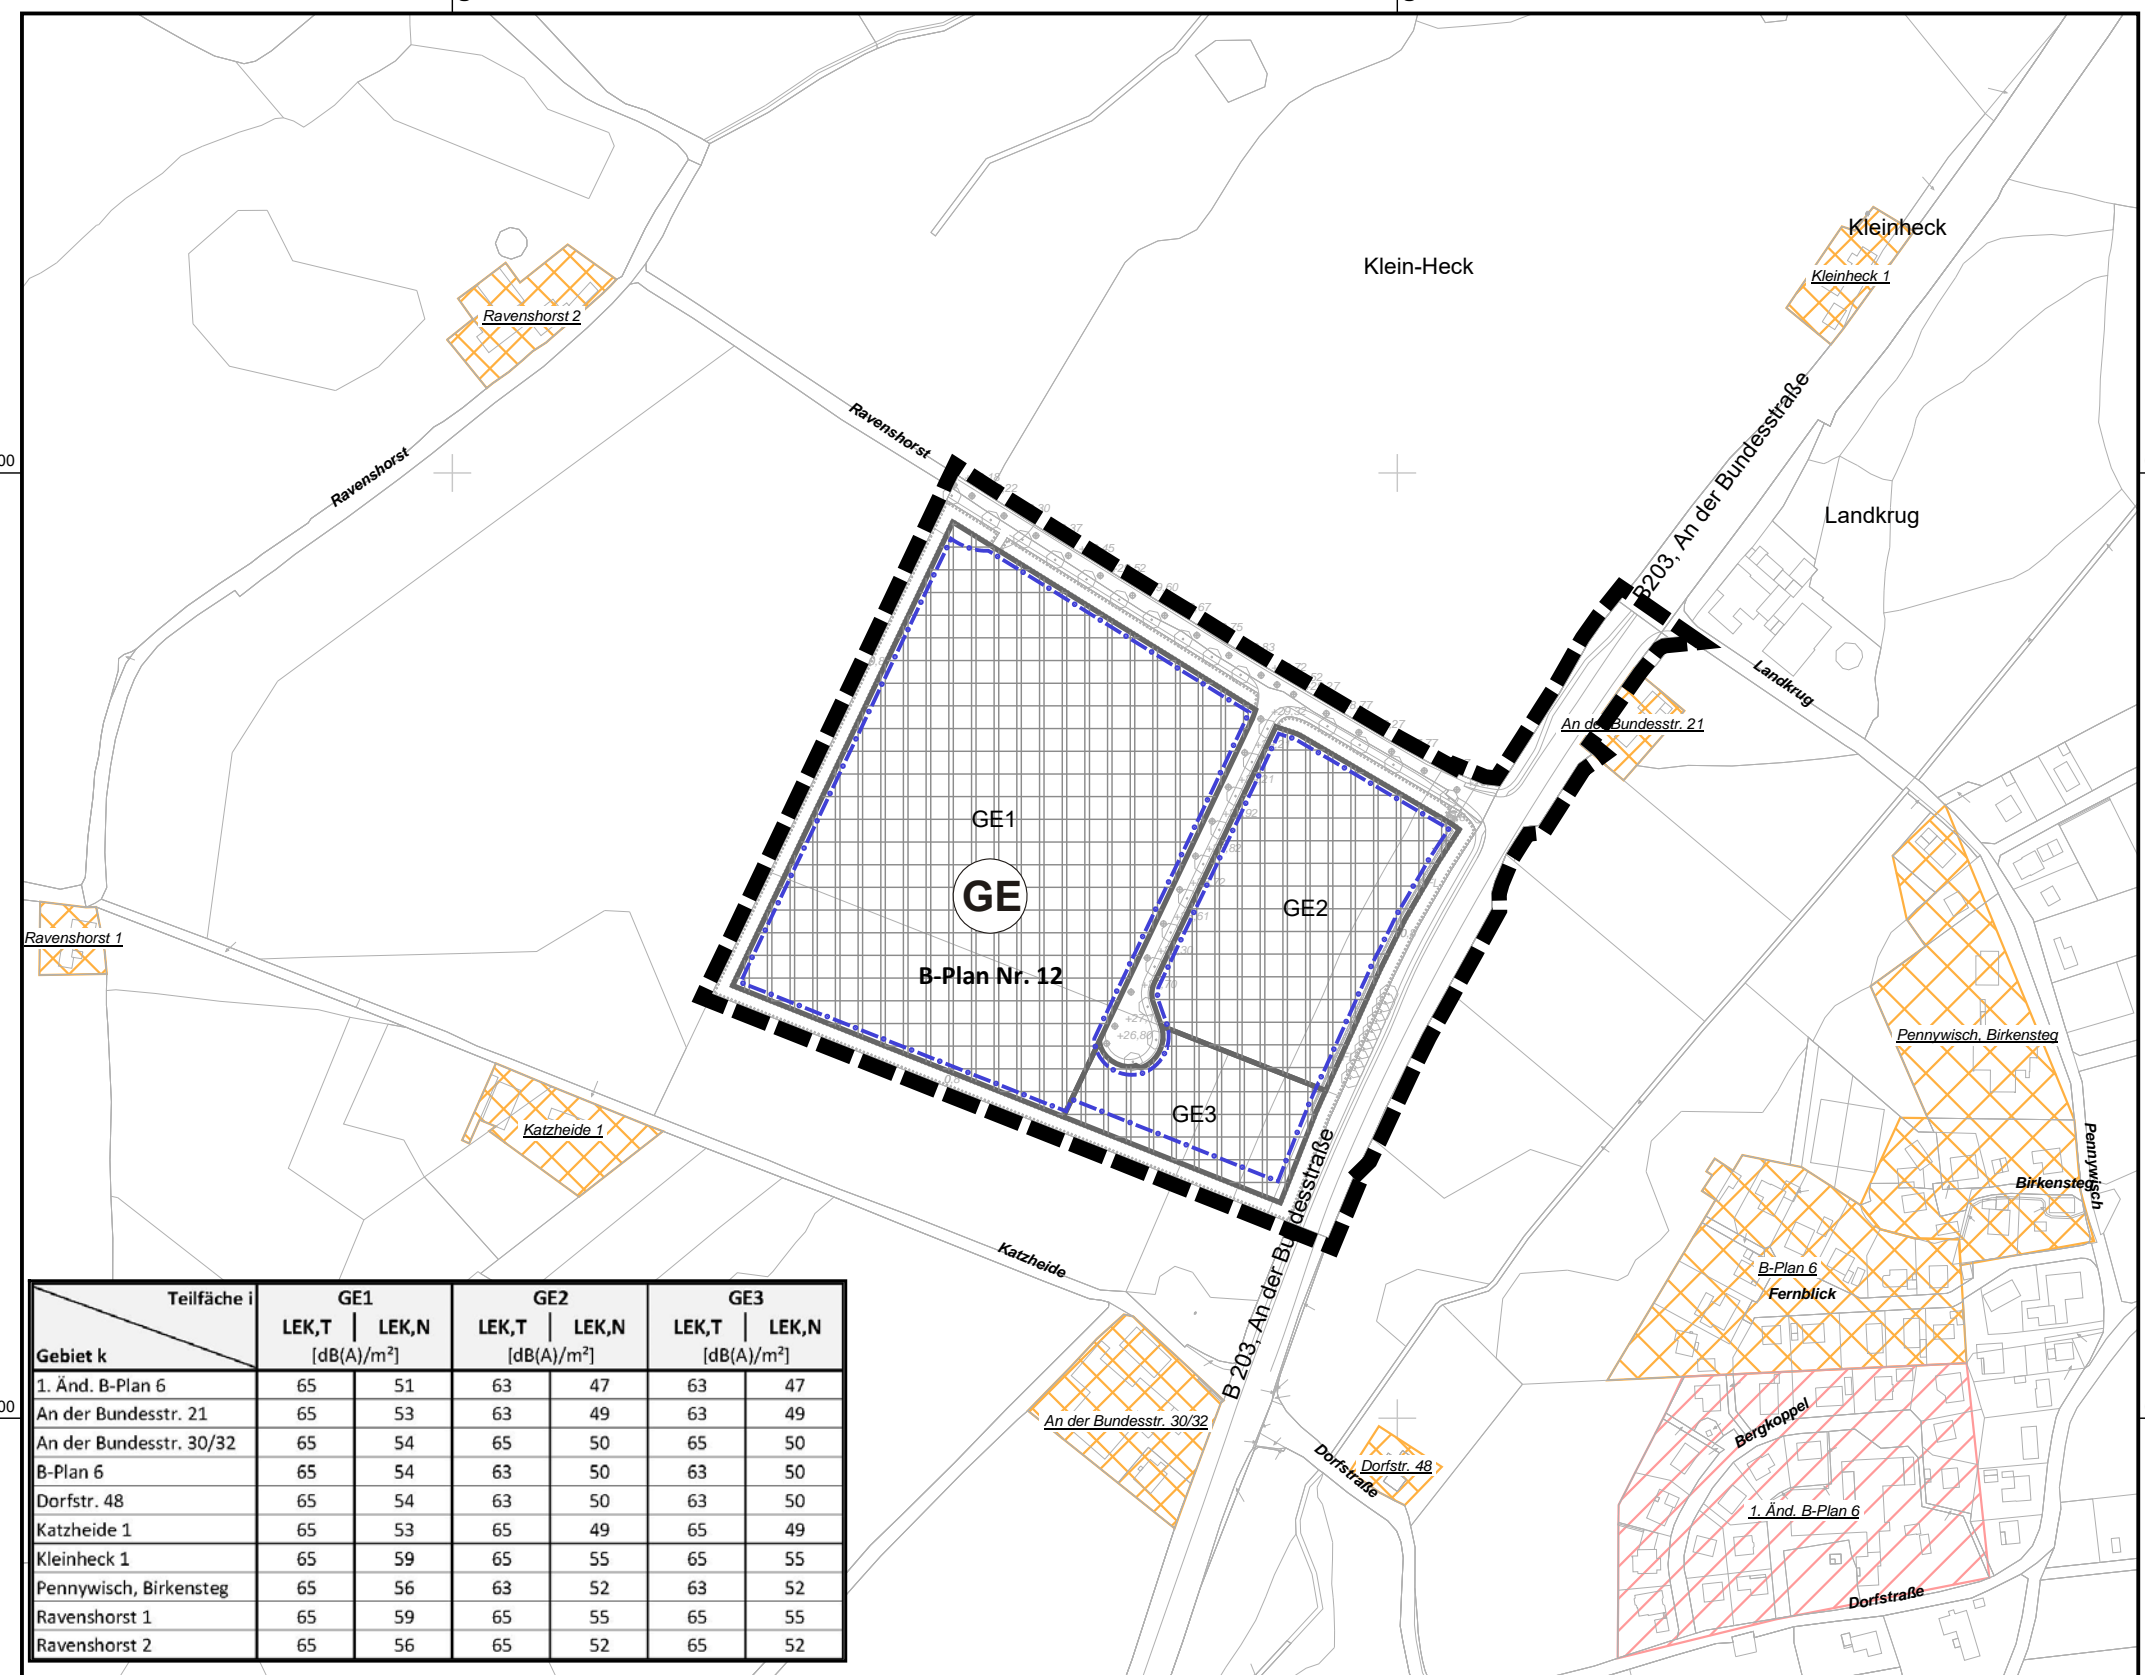 Kleinheck
Klein-Heck
Kleinheck 1
Ravenshorst 2
Ravenshorst
Ravenshorst
B203, An der Bundesstraße
Landkrug
Landkrug
An der Bundesstr. 21
GE1
GE
GE2
B-Plan Nr. 12
Ravenshorst 1
Pennywisch, Birkensteg
+26,80
GE3
Katzheide 1
Pennywisch
Birkensteg
B-Plan 6
Fernblick
Katzheide
B 203, An der Bundesstraße
An der Bundesstr. 30/32
Dorfstraße
Dorfstr. 48
Bergkoppel
1. Änd. B-Plan 6
Dorfstraße
Teilfäche i GE1 GE2 GE3
LEK,T LEK,N LEK,T LEK,N LEK,T LEK,N
Gebiet k [dB(A)/m²] [dB(A)/m²] [dB(A)/m²]
1. Änd. B-Plan 6 65 51 63 47 63 47
An der Bundesstr. 21 65 53 63 49 63 49
An der Bundesstr. 30/32 65 54 65 50 65 50
B-Plan 6 65 54 63 50 63 50
Dorfstr. 48 65 54 63 50 63 50
Katzheide 1 65 53 65 49 65 49
Kleinheck 1 65 59 65 55 65 55
Pennywisch, Birkensteg 65 56 63 52 63 52
Ravenshorst 1 65 59 65 55 65 55
Ravenshorst 2 65 56 65 52 65 52